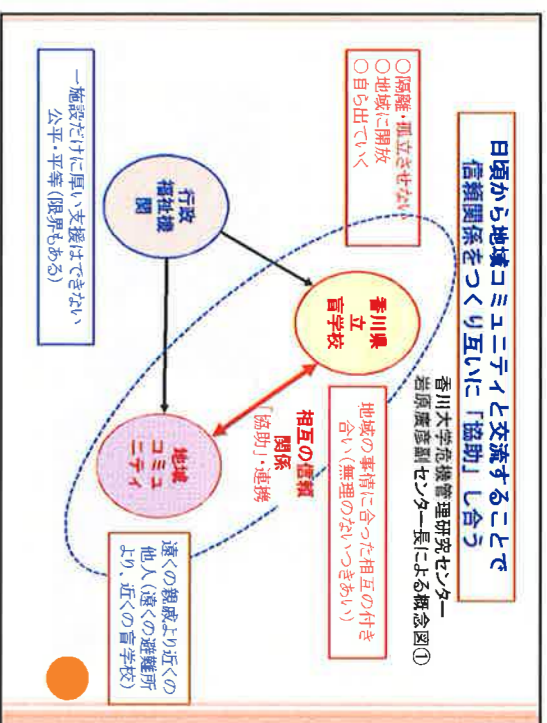 日頃から地域コミュニティと交流することで
信頼関係をつくり互いに「協助」し合う
香川大学危機管理研究センター
岩原廣彦副センター長による概念図①
○隔離・孤立させない
○地域に開放
○自ら出ていく
香川県
立
盲学校
地域の事情に合った相互の付き
合い(無理のないつきあい)
相互の信頼
関係
「協助」・連携
行政
福祉機
関
地域
コミュ
ニティ
一施設だけに厚い支援はできない
公平・平等(限界もある)
遠くの親戚より近くの
他人(遠くの避難所
より、近くの盲学校)